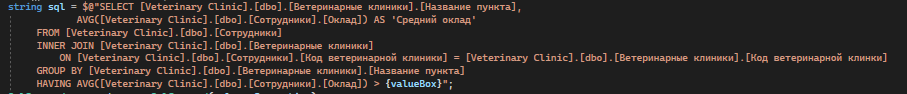 string sql = $@"SELECT [Veterinary Clinic].[dbo].[Ветеринарные клиники].[Название пункта],
AVG([Veterinary Clinic].[dbo].[Сотрудники].[Оклад]) AS 'Средний оклад'
FROM [Veterinary Clinic].[dbo].[Сотрудники]
INNER JOIN [Veterinary Clinic].[dbo].[Ветеринарные клиники]
ON [Veterinary Clinic].[dbo].[Сотрудники].[Код ветеринарной клиники] = [Veterinary Clinic].[dbo].[Ветеринарные клиники].[Код ветеринарной клинки]
GROUP BY [Veterinary Clinic].[dbo].[Ветеринарные клиники].[Название пункта]
HAVING AVG([Veterinary Clinic].[dbo].[Сотрудники].[Оклад]) > {valueBox}";